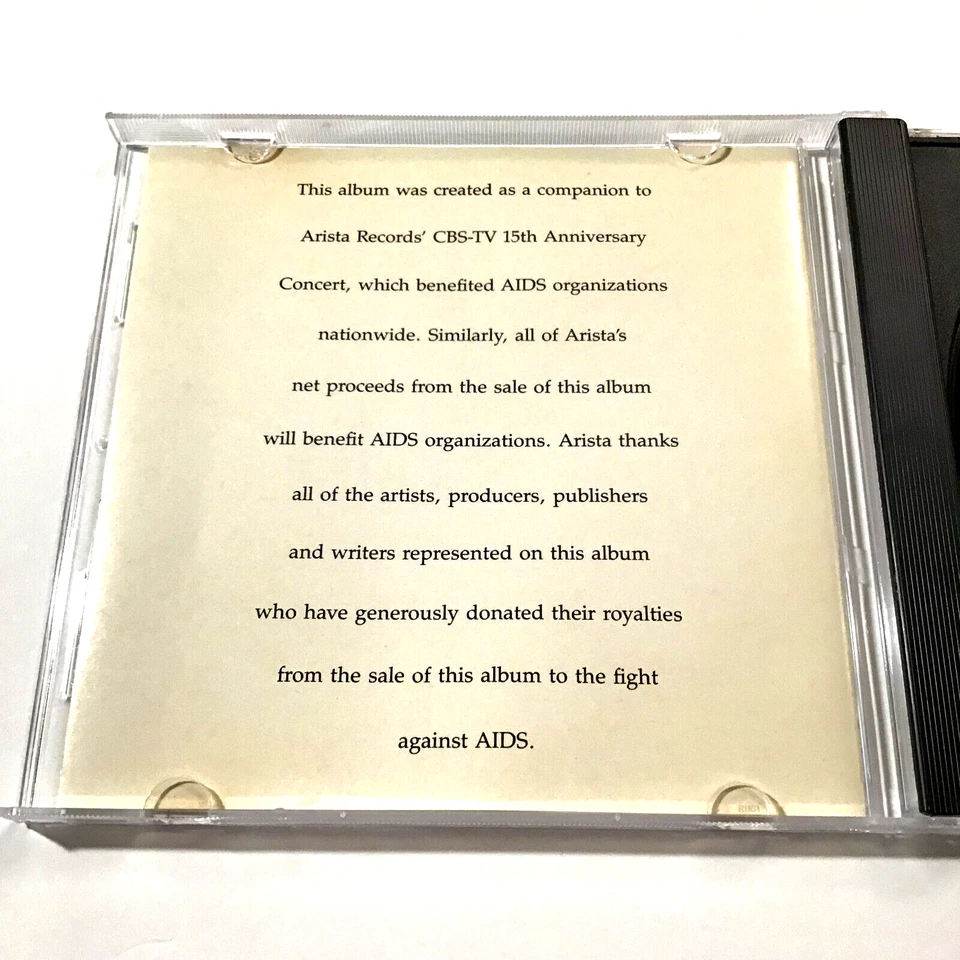 This album was created as a companion to
Arista Records' CBS-TV 15th Anniversary
Concert, which benefited AIDS organizations
nationwide. Similarly, all of Arista's
net proceeds from the sale of this album
will benefit AIDS organizations. Arista thanks
all of the artists, producers, publishers
and writers represented on this album
who have generously donated their royalties
from the sale of this album to the fight
against AIDS.